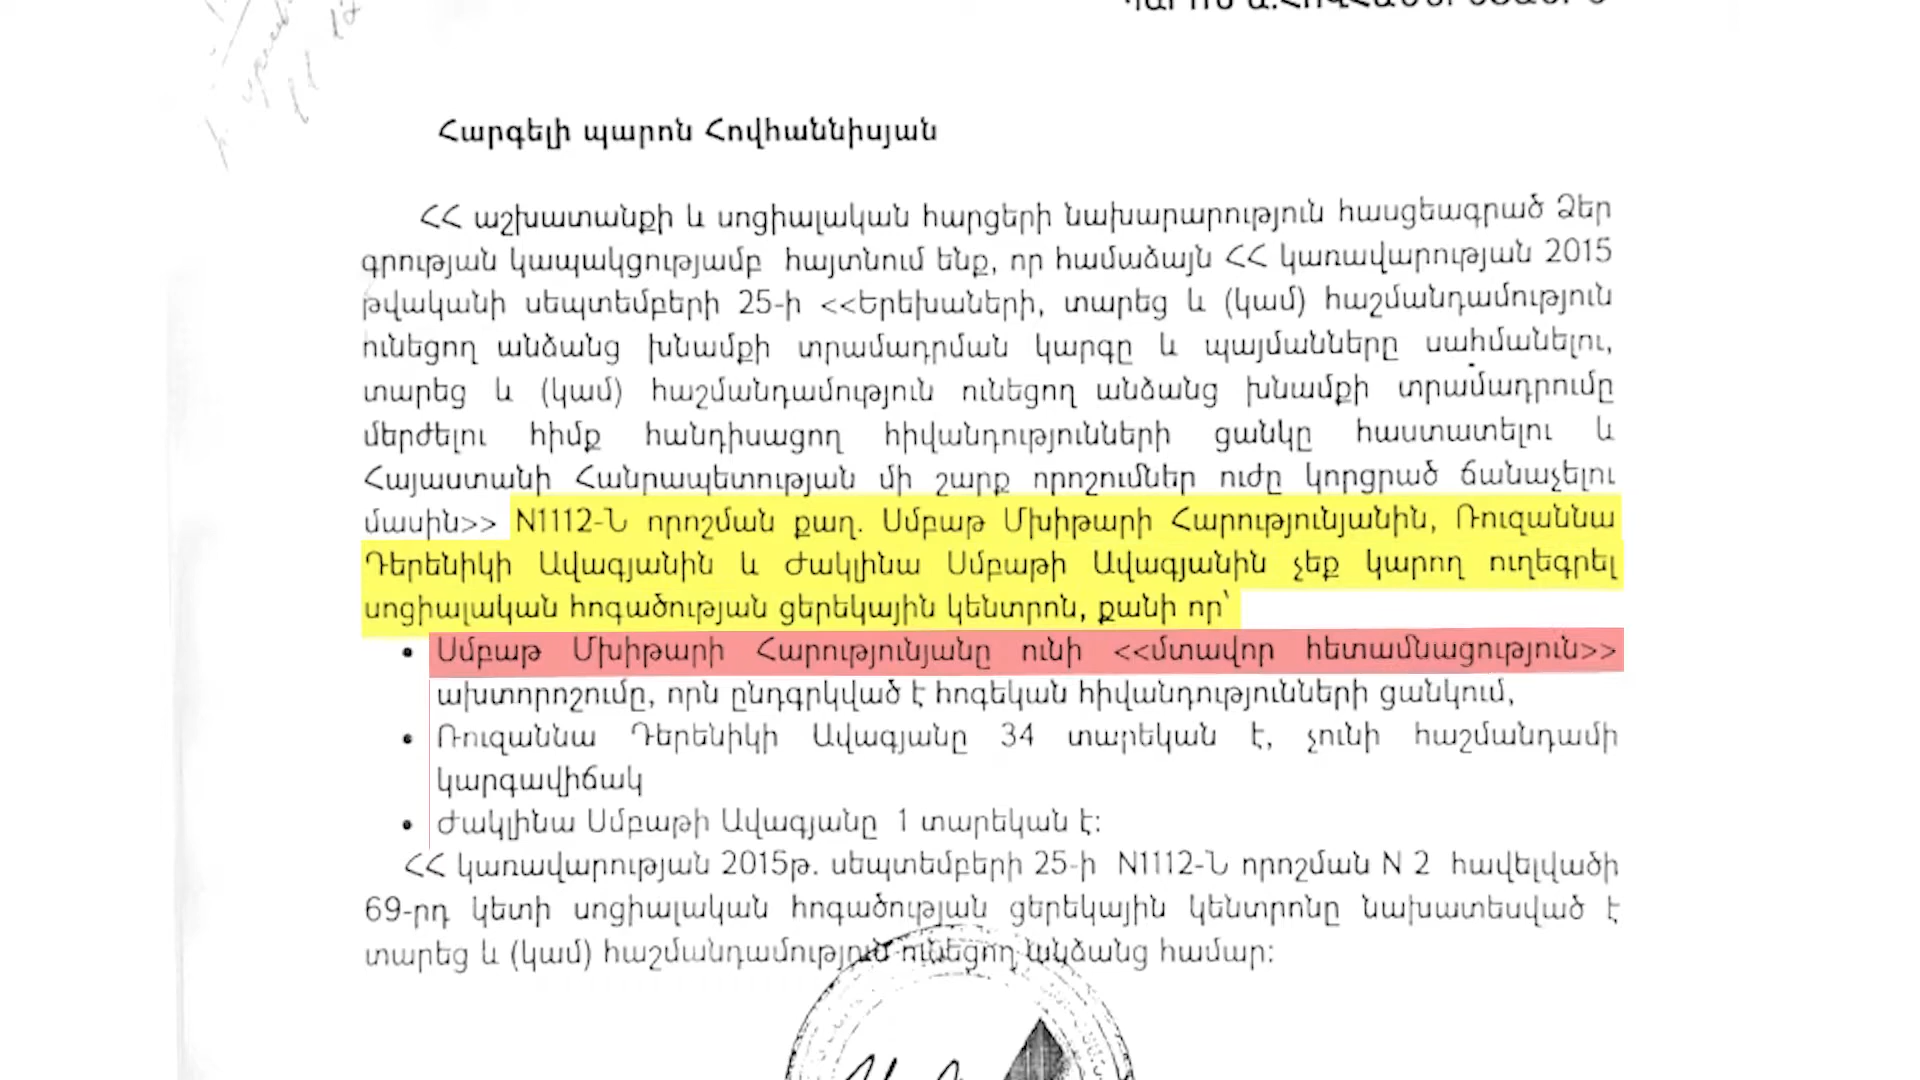 Հարգելի պարոն Հովհաննիսյան
ՀՀ աշխատանքի և սոցիալական հարցերի նախարարություն հասցեագրած Ձեր
գրության կապակցությամբ հայտնում ենք, որ համաձայն ՀՀ կառավարության 2015
թվականի սեպտեմբերի 25-ի <<Երեխաների, տարեց և (կամ) հաշմանդամություն
ունեցող անձանց խնամքի տրամադրման կարգը և պայմանները սահմանելու,
տարեց և (կամ) հաշմանդամություն ունեցող անձանց խնամքի տրամադրումը
մերժելու հիմք հանդիսացող հիվանդությունների ցանկը հաստատելու և
Հայաստանի Հանրապետության մի շարք որոշումներ ուժը կորցրած ճանաչելու
մասին>> N1112-Ն որոշման քաղ. Սմբաթ Մխիթարի Հարությունյանին, Ռուզաննա
Դերենիկի Ավագյանին և Ժակլինա Սմբաթի Ավագյանին չեք կարող ուղեգրել
սոցիալական հոգածության ցերեկային կենտրոն, քանի որ՝
• Սմբաթ Մխիթարի Հարությունյանը ունի <<մտավոր հետամնացություն>>
ախտորոշումը, որն ընդգրկված է հոգեկան հիվանդությունների ցանկում,
• Ռուզաննա Դերենիկի Ավագյանը 34 տարեկան է, չունի հաշմանդամի
կարգավիճակ
• Ժակլինա Սմբաթի Ավագյանը 1 տարեկան է:
ՀՀ կառավարության 2015թ. սեպտեմբերի 25-ի N1112-Ն որոշման N 2 հավելվածի
69-րդ կետի սոցիալական հոգածության ցերեկային կենտրոնը նախատեսված է
տարեց և (կամ) հաշմանդամություն ունեցող անձանց համար: